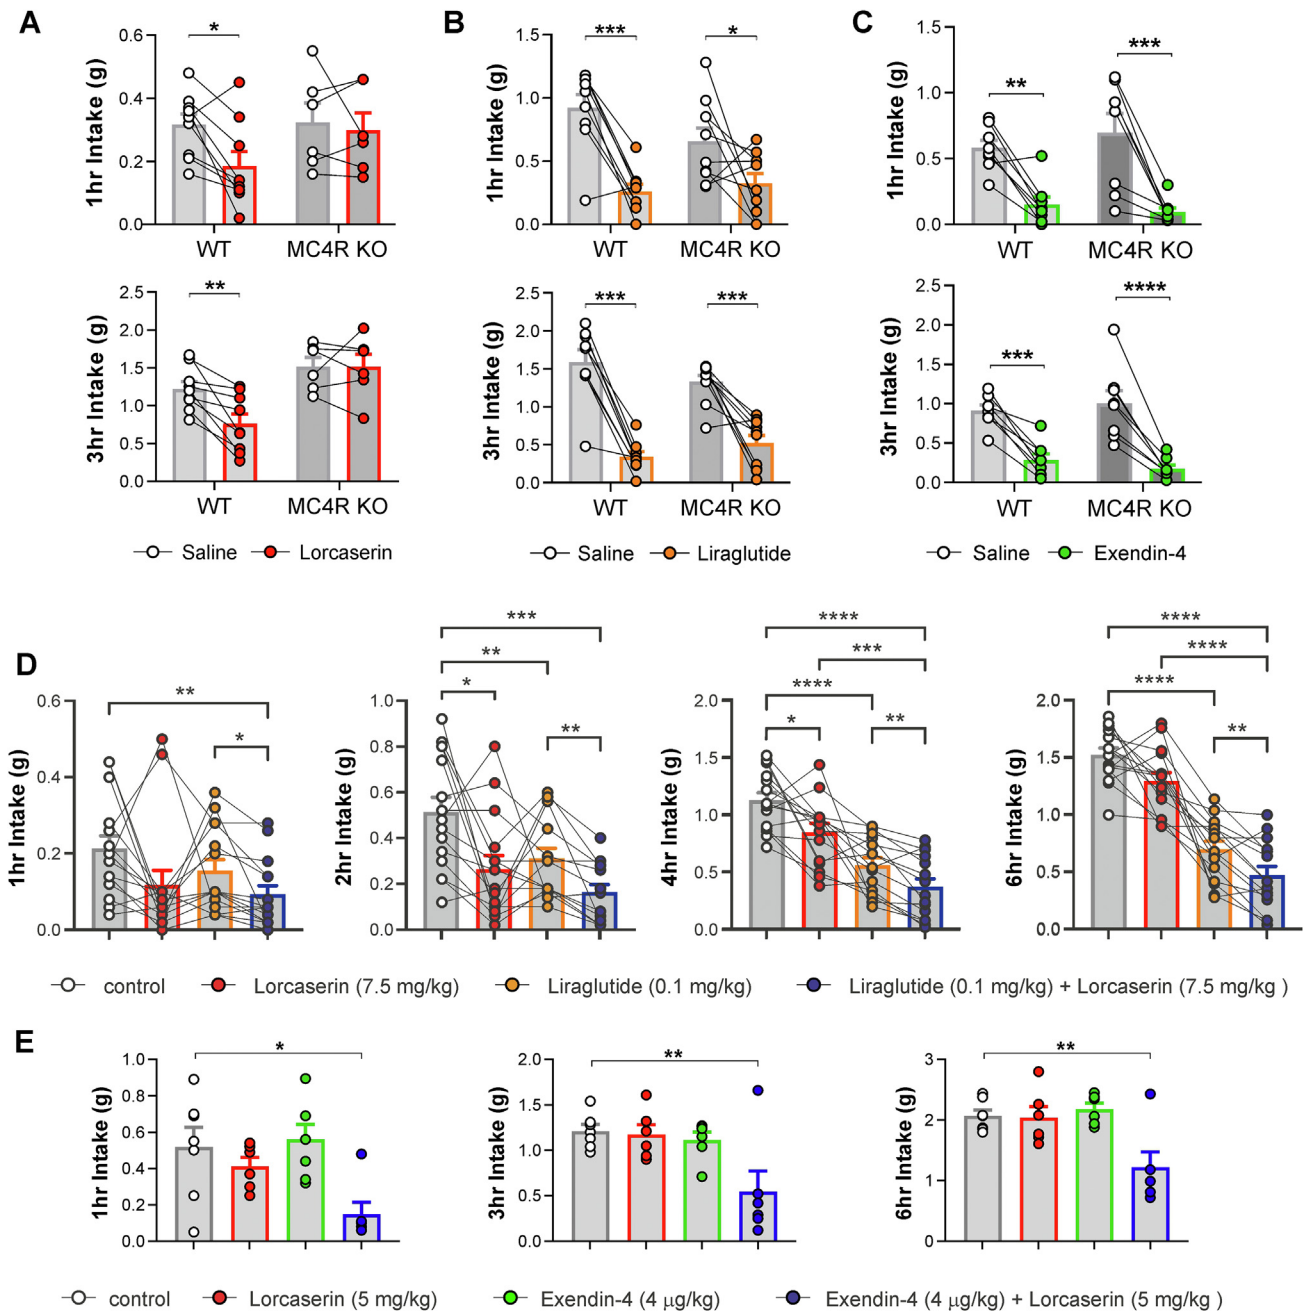 A
1hr Intake (g)
0.6
0.4
0.2
0.0
*
WT
MC4R KO
3hr Intake (g)
2.5
2.0
1.5
1.0
0.5
0.0
**
WT
MC4R KO
Saline
Lorcaserin
B
1hr Intake (g)
1.5
1.0
0.5
0.0
***
*
WT
MC4R KO
3hr Intake (g)
2.5
2.0
1.5
1.0
0.5
0.0
***
***
WT
MC4R KO
Saline
Liraglutide
C
1hr Intake (g)
1.5
1.0
0.5
0.0
**
***
WT
MC4R KO
3hr Intake (g)
2.5
2.0
1.5
1.0
0.5
0.0
***
****
WT
MC4R KO
Saline
Exendin-4
D
1hr Intake (g)
0.6
0.4
0.2
0.0
**
*
2hr Intake (g)
1.0
0.8
0.6
0.4
0.2
0.0
***
**
*
**
4hr Intake (g)
2.0
1.5
1.0
0.5
0.0
****
***
****
*
**
6hr Intake (g)
2.0
1.5
1.0
0.5
0.0
****
****
****
**
control
Lorcaserin (7.5 mg/kg)
Liraglutide (0.1 mg/kg)
Liraglutide (0.1 mg/kg) + Lorcaserin (7.5 mg/kg )
E
1hr Intake (g)
1.0
0.8
0.6
0.4
0.2
0.0
*
3hr Intake (g)
2.0
1.5
1.0
0.5
0.0
**
6hr Intake (g)
3
2
1
0
**
control
Lorcaserin (5 mg/kg)
Exendin-4 (4 μg/kg)
Exendin-4 (4 μg/kg) + Lorcaserin (5 mg/kg )